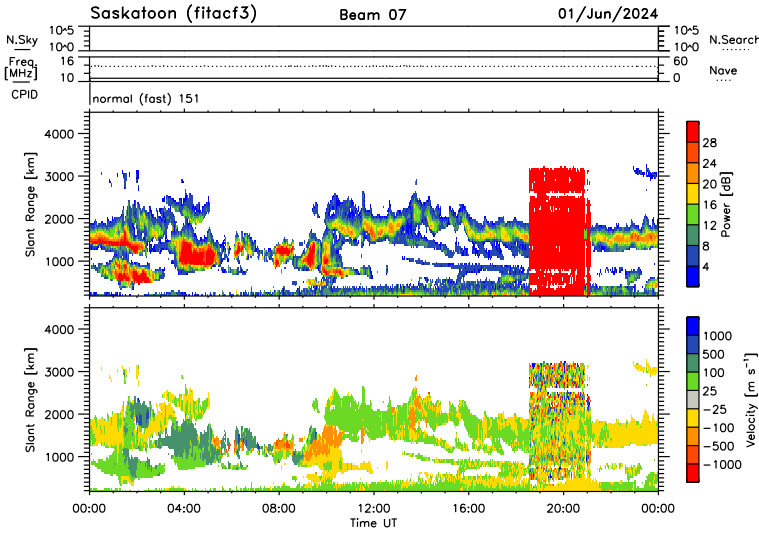 Saskatoon (fitacf3) Beam 07 01/Jun/2024
N.Sky 10^5 10^0 10^5 10^0 N.Search
Freq. [MHz] 16 10 60 0 Nave
CPID normal (fast) 151
Slant Range [km] 4000 3000 2000 1000
Power [dB] 28 24 20 16 12 8 4
Slant Range [km] 4000 3000 2000 1000
Velocity [m s⁻¹] 1000 500 100 25 −25 −100 −500 −1000
00:00 04:00 08:00 12:00 16:00 20:00 00:00
Time UT